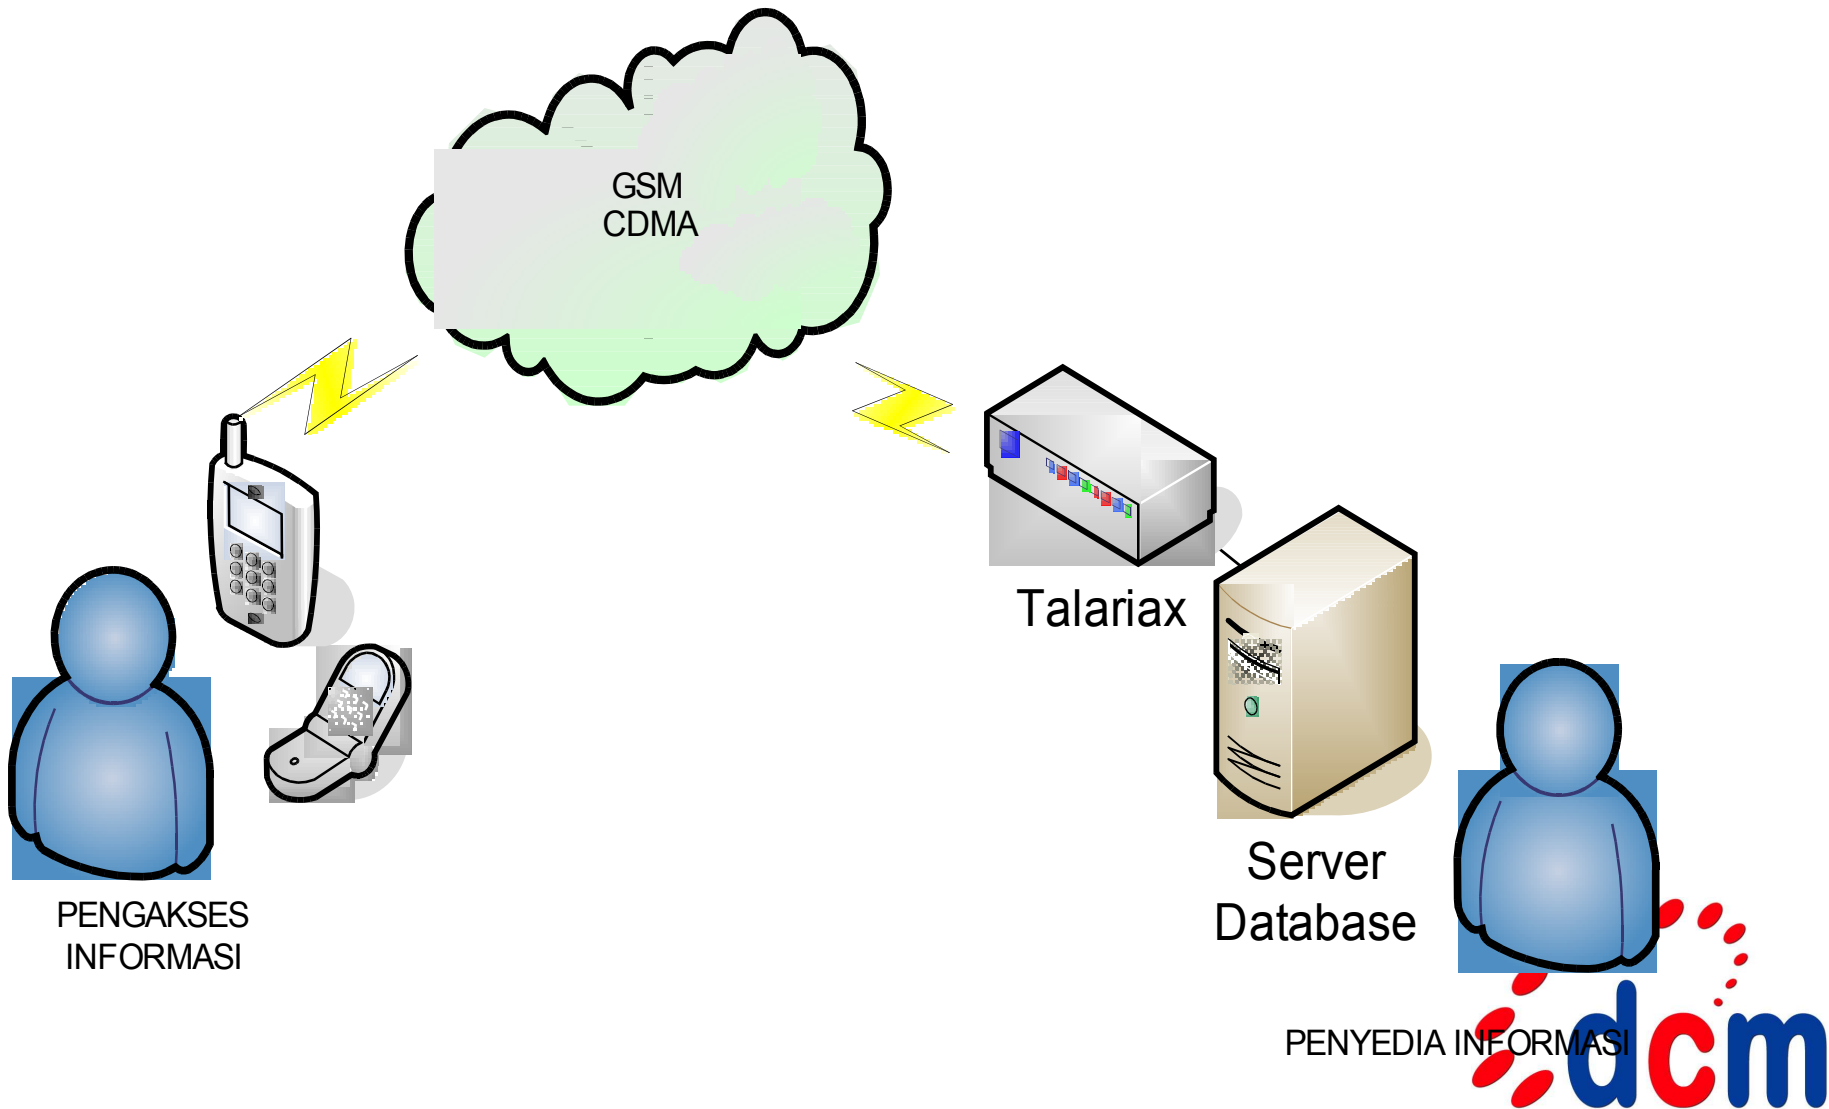 GSM
CDMA
Talariax
Server
Database
PENGAKSES
INFORMASI
PENYEDIA INFORMASI
dcm